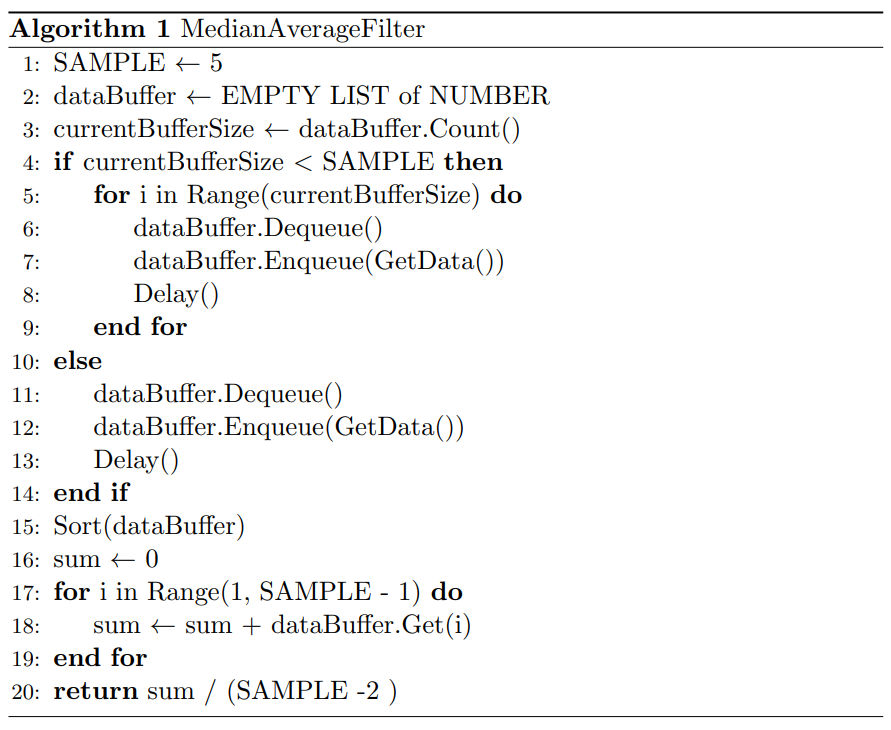 Algorithm 1 MedianAverageFilter
1: SAMPLE ← 5
2: dataBuffer ← EMPTY LIST of NUMBER
3: currentBufferSize ← dataBuffer.Count()
4: if currentBufferSize < SAMPLE then
5: for i in Range(currentBufferSize) do
6: dataBuffer.Dequeue()
7: dataBuffer.Enqueue(GetData())
8: Delay()
9: end for
10: else
11: dataBuffer.Dequeue()
12: dataBuffer.Enqueue(GetData())
13: Delay()
14: end if
15: Sort(dataBuffer)
16: sum ← 0
17: for i in Range(1, SAMPLE - 1) do
18: sum ← sum + dataBuffer.Get(i)
19: end for
20: return sum / (SAMPLE -2 )